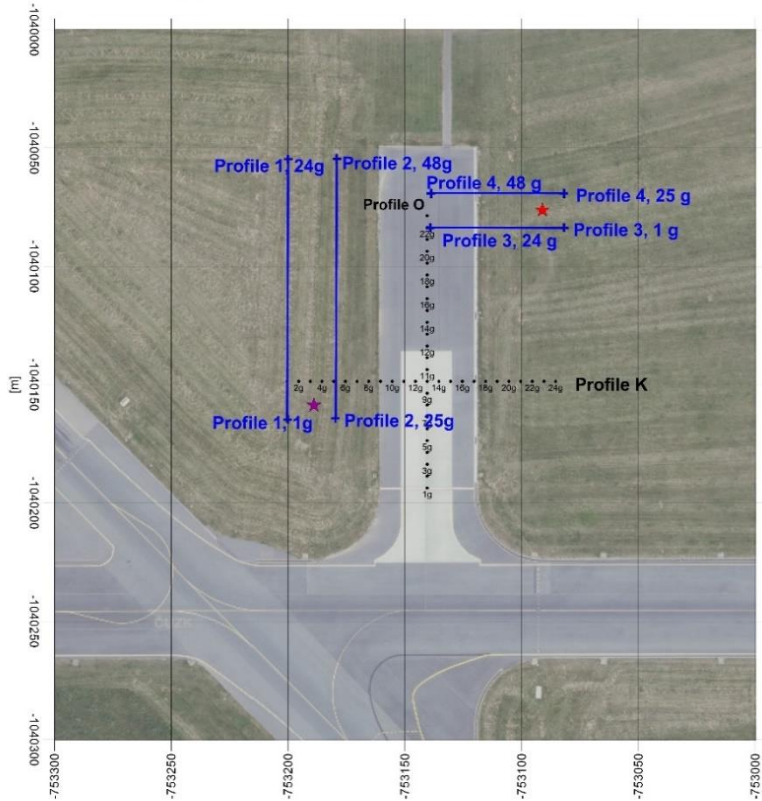 -1040000
Profile 1, 24g
Profile 2, 48g
-1040050
Profile 4, 48 g
Profile 4, 25 g
Profile O
Profile 3, 1 g
Profile 3, 24 g
22g
20g
-1040100
18g
16g
14g
12g
11g
2g 4g 6g 8g 10g 12g 14g 16g 18g 20g 22g 24g
Profile K
[m]
-1040150
9g
Profile 1, 1g
Profile 2, 25g
5g
3g
1g
-1040200
-1040250
ČÚZK
-1040300
-753300
-753250
-753200
-753150
-753100
-753050
-753000